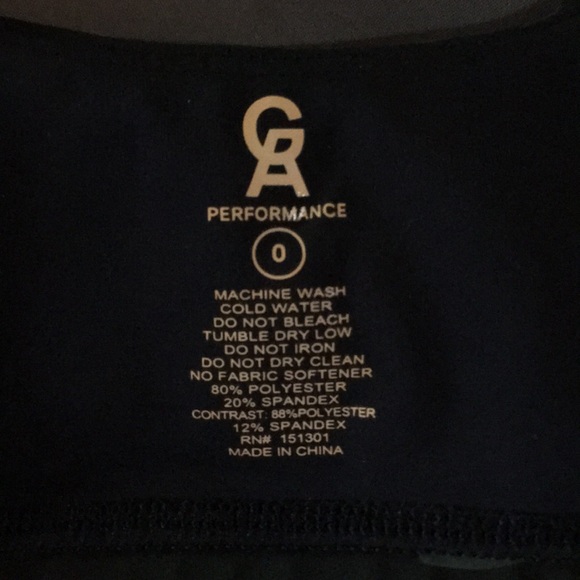 GA
PERFORMANCE
0
MACHINE WASH
COLD WATER
DO NOT BLEACH
TUMBLE DRY LOW
DO NOT IRON
DO NOT DRY CLEAN
NO FABRIC SOFTENER
80% POLYESTER
20% SPANDEX
CONTRAST: 88%POLYESTER
12% SPANDEX
RN# 151301
MADE IN CHINA